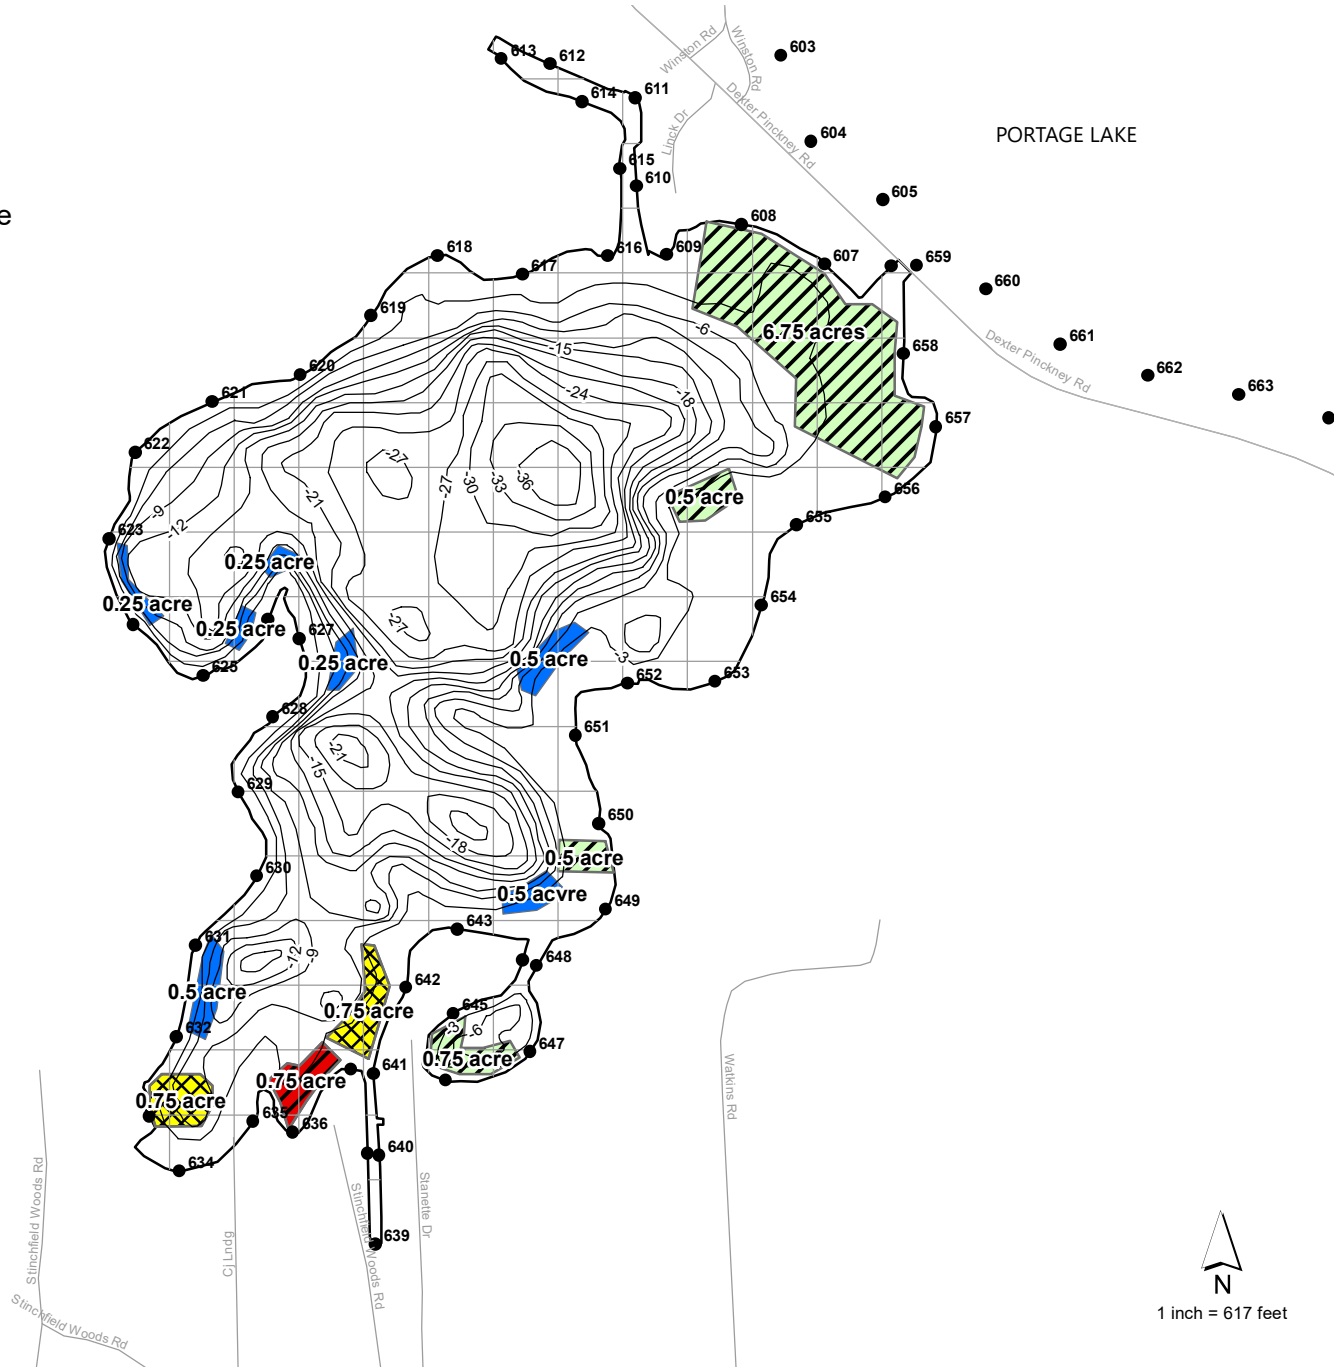 613
612
603
Winston Rd
Winston Rd
611
614
Dexter Pinckney Rd
604
PORTAGE LAKE
Linck Dr
615
610
605
e
608
618
616
609
607
659
617
660
619
-6
6.75 acres
661
-15
658
Dexter Pinckney Rd
620
662
-24
-18
663
621
657
622
-27
-36
-33
-30
-27
-21
0.5 acre
656
-9
-12
655
623
0.25 acre
0.25 acre
654
-27
0.25 acre
627
-3
0.25 acre
0.5 acre
625
652
653
628
651
-21
-15
629
650
-18
0.5 acre
630
0.5 acvre
649
643
631
-12
-9
648
642
0.5 acre
0.75 acre
645
-3
-6
632
647
0.75 acre
641
0.75 acre
0.75 acre
635
636
640
634
Watkins Rd
Stinchfield Woods Rd
Stinchfield Woods Rd
Stanette Dr
Cj Lundg
639
Stinchfield Woods Rd
N
1 inch = 617 feet